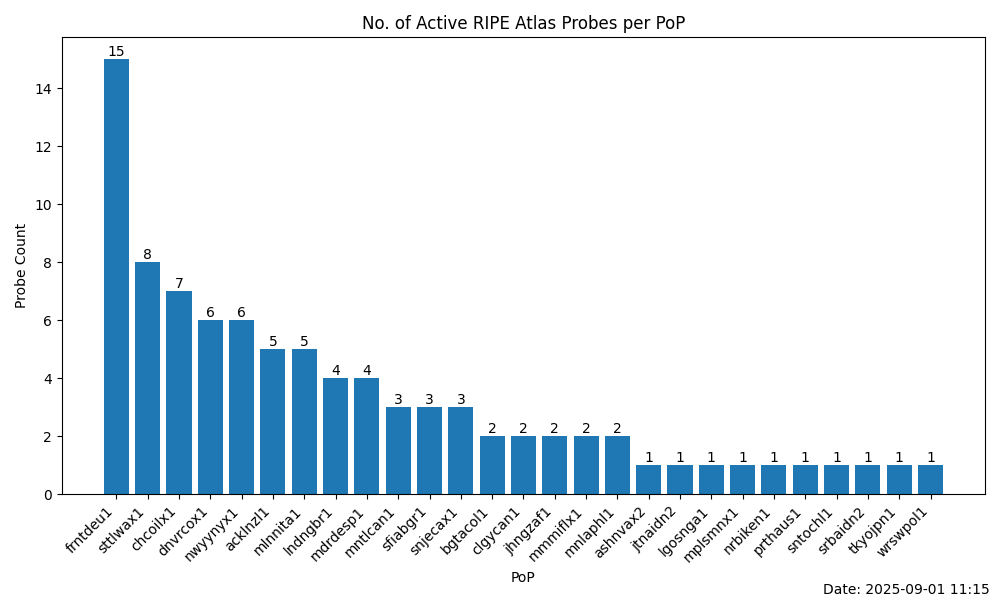 No. of Active RIPE Atlas Probes per PoP
Probe Count
14
12
10
8
6
4
2
0
15
8
7
6
6
5
5
4
4
3
3
3
2
2
2
2
2
1
1
1
1
1
1
1
1
1
1
frntdeu1
sttlwax1
chcoilx1
dnvrcox1
nwyynyx1
acklnzl1
mlnnita1
lndngbr1
mdrdesp1
mntlcan1
sfiabgr1
snjecax1
bgtacol1
clgycan1
jhngzaf1
mmmiflx1
mnlaphl1
ashnvax2
jtnaidn2
lgosnga1
mplsmnx1
nrbiken1
prthaus1
sntochl1
srbaidn2
tkyojpn1
wrswpol1
PoP
Date: 2025-09-01 11:15